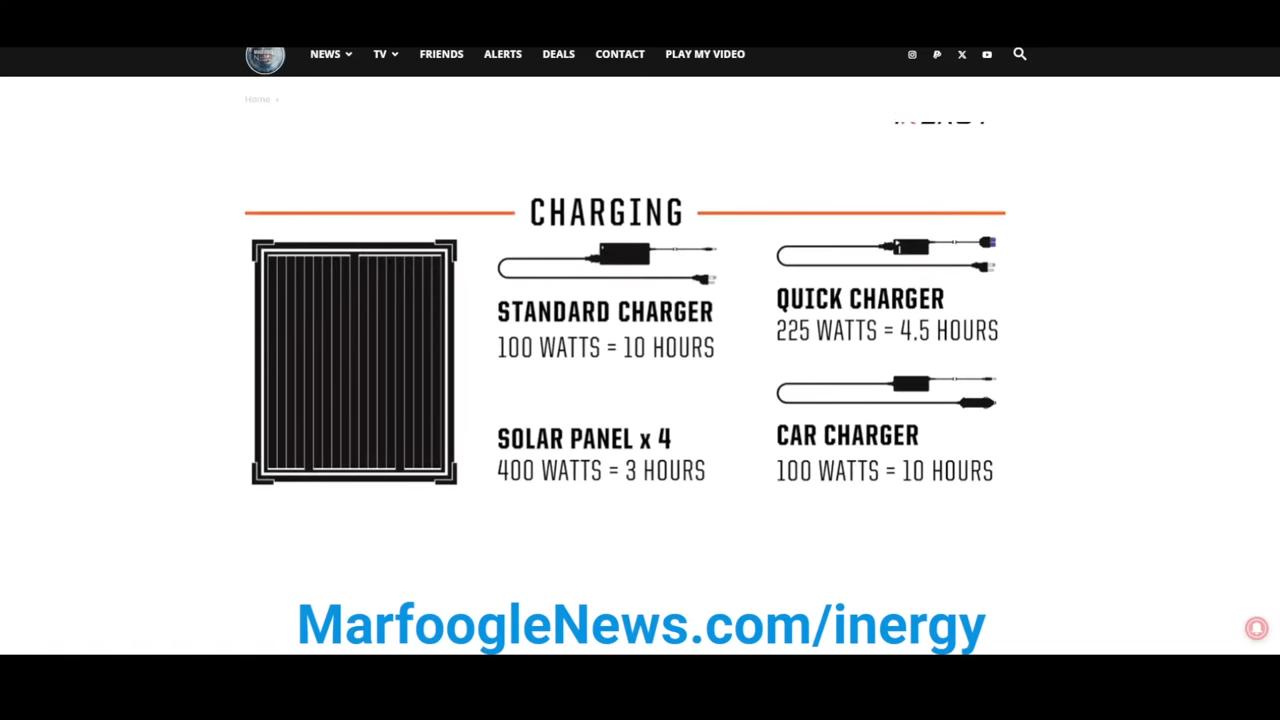 NEWS TV FRIENDS ALERTS DEALS CONTACT PLAY MY VIDEO
Home
CHARGING
STANDARD CHARGER
100 WATTS = 10 HOURS
QUICK CHARGER
225 WATTS = 4.5 HOURS
SOLAR PANEL x 4
400 WATTS = 3 HOURS
CAR CHARGER
100 WATTS = 10 HOURS
MarfoogleNews.com/inergy